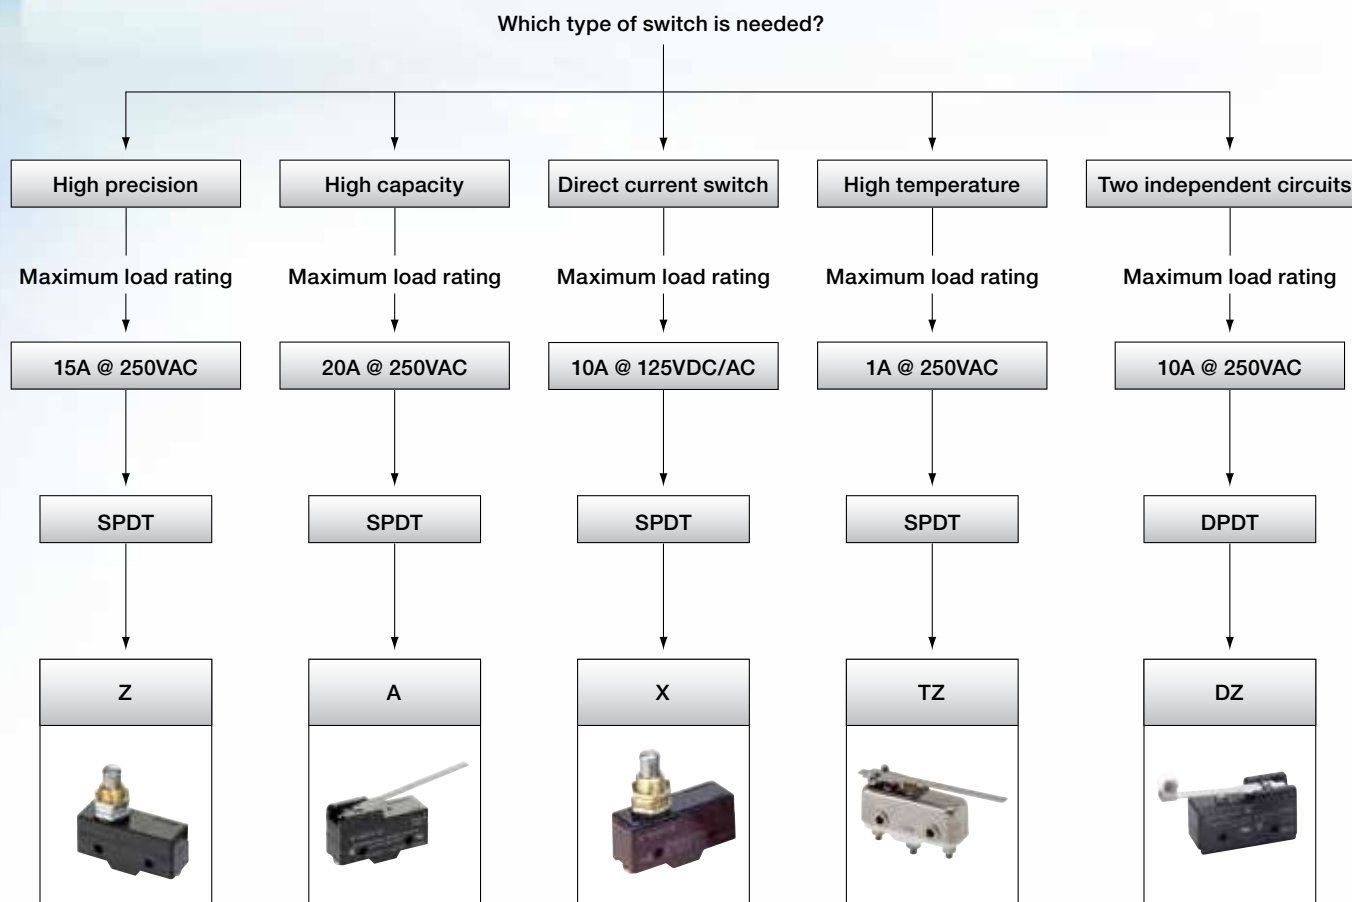 Which type of switch is needed?
High precision
High capacity
Direct current switch
High temperature
Two independent circuits
Maximum load rating
Maximum load rating
Maximum load rating
Maximum load rating
Maximum load rating
15A @ 250VAC
20A @ 250VAC
10A @ 125VDC/AC
1A @ 250VAC
10A @ 250VAC
SPDT
SPDT
SPDT
SPDT
DPDT
Z
A
X
TZ
DZ